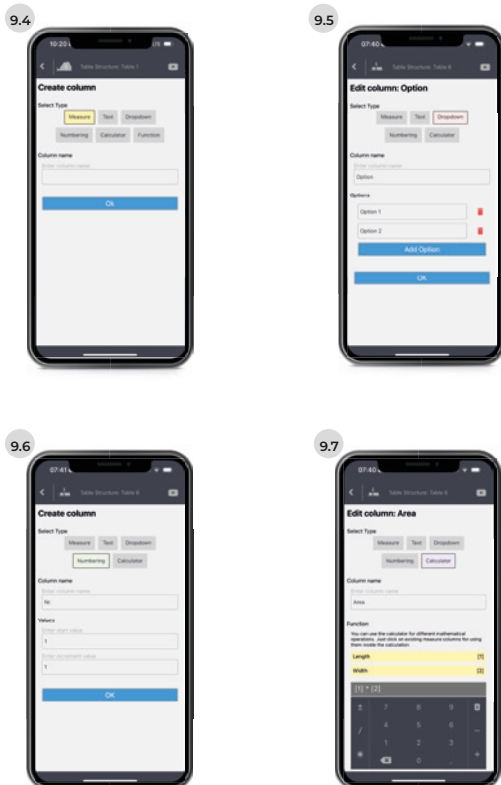 9.4
10:20
Table Structure: Table 1
Create column
Select Type
Measure Text Dropdown
Numbering Calculator Function
Column name
Enter column name
Ok
9.5
07:40
Table Structure: Table 6
Edit column: Option
Select Type
Measure Text Dropdown
Numbering Calculator
Column name
Enter column name
Option
Options
Option 1
Option 2
Add Option
OK
9.6
07:41
Table Structure: Table 8
Create column
Select Type
Measure Text Dropdown
Numbering Calculator
Column name
Enter column name
Nr.
Values
Enter start value
1
Enter increment value
1
OK
9.7
07:40
Table Structure: Table 5
Edit column: Area
Select Type
Measure Text Dropdown
Numbering Calculator
Column name
Enter column name
Area
Function
You can use the calculator for different mathematical
operations. Just click on existing measure columns for using
them inside the calculation
Length [1]
Width [2]
[1] * [2]
± 7 8 9
/ 4 5 6 −
1 2 3
* 0 . +